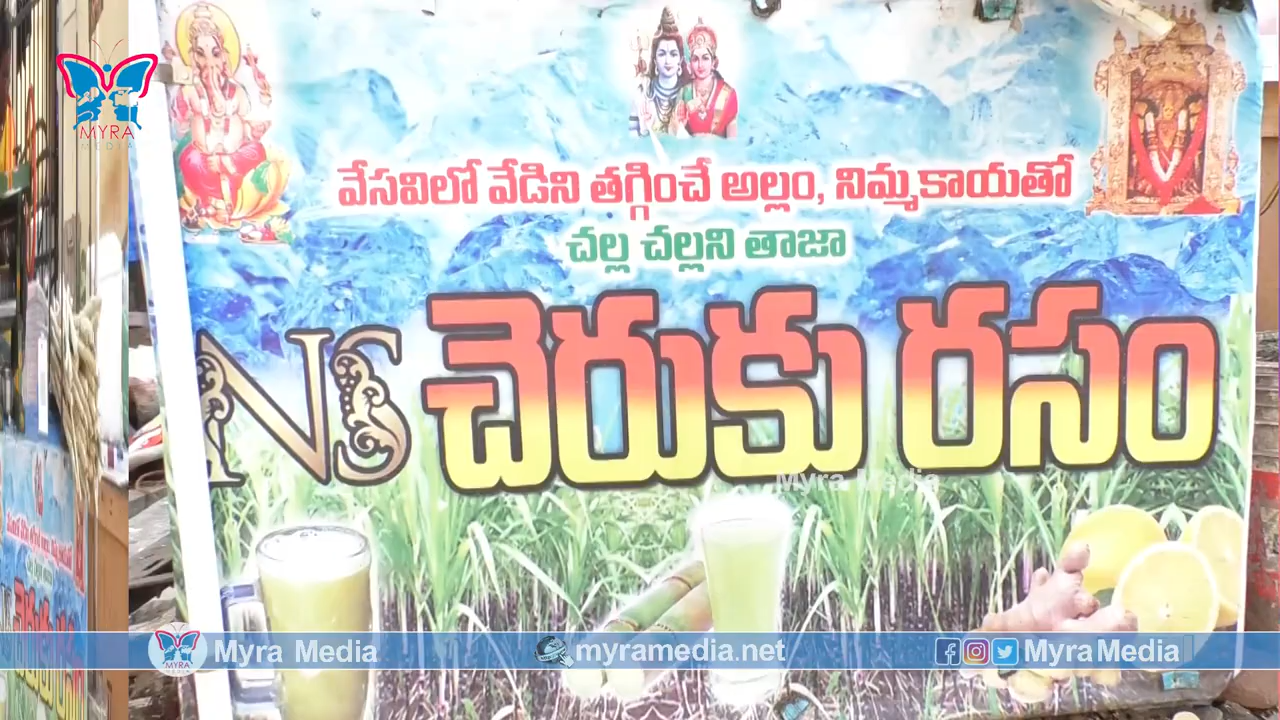 MYRA
MEDIA
వేసవిలో వేడిని తగ్గించే అల్లం, నిమ్మకాయతో
చల్ల చల్లని తాజా
NS చెరుకు రసం
Myra Media
Myra Media
myramedia.net
Myra Media